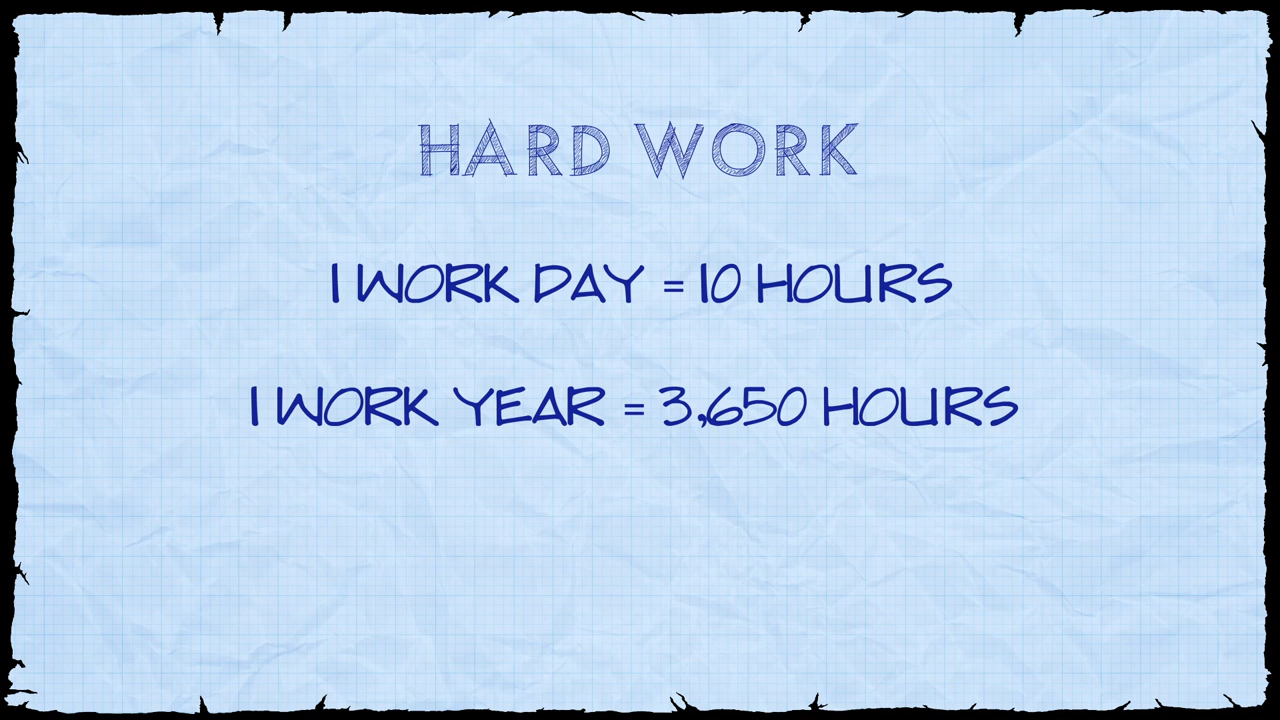 HARD WORK
1 WORK DAY = 10 HOURS
1 WORK YEAR = 3,650 HOURS